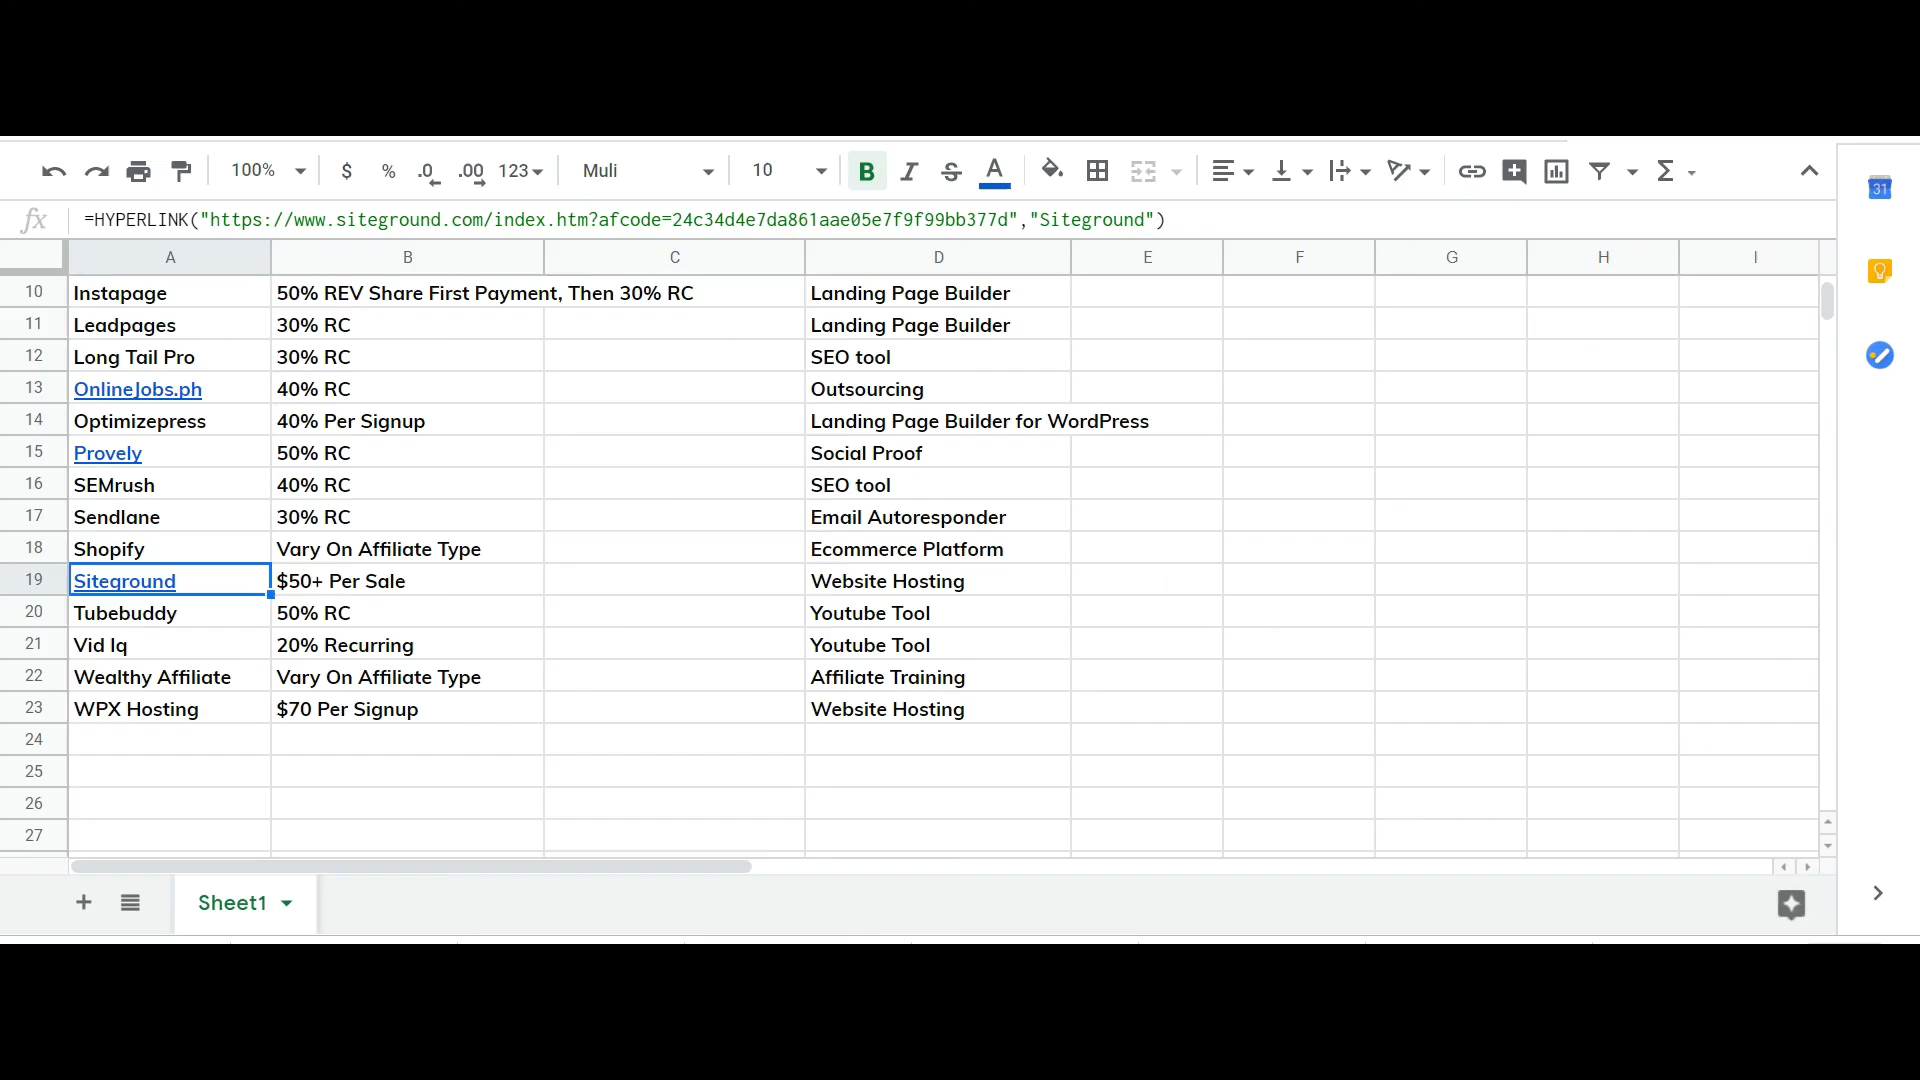 100% $ % .0 .00 123 Muli 10 B I S A
31
fx =HYPERLINK("https://www.siteground.com/index.htm?afcode=24c34d4e7da861aae05e7f9f99bb377d","Siteground")
A B C D E F G H I
10 Instapage 50% REV Share First Payment, Then 30% RC Landing Page Builder
11 Leadpages 30% RC Landing Page Builder
12 Long Tail Pro 30% RC SEO tool
13 OnlineJobs.ph 40% RC Outsourcing
14 Optimizepress 40% Per Signup Landing Page Builder for WordPress
15 Provely 50% RC Social Proof
16 SEMrush 40% RC SEO tool
17 Sendlane 30% RC Email Autoresponder
18 Shopify Vary On Affiliate Type Ecommerce Platform
19 Siteground $50+ Per Sale Website Hosting
20 Tubebuddy 50% RC Youtube Tool
21 Vid Iq 20% Recurring Youtube Tool
22 Wealthy Affiliate Vary On Affiliate Type Affiliate Training
23 WPX Hosting $70 Per Signup Website Hosting
24
25
26
27
Sheet1